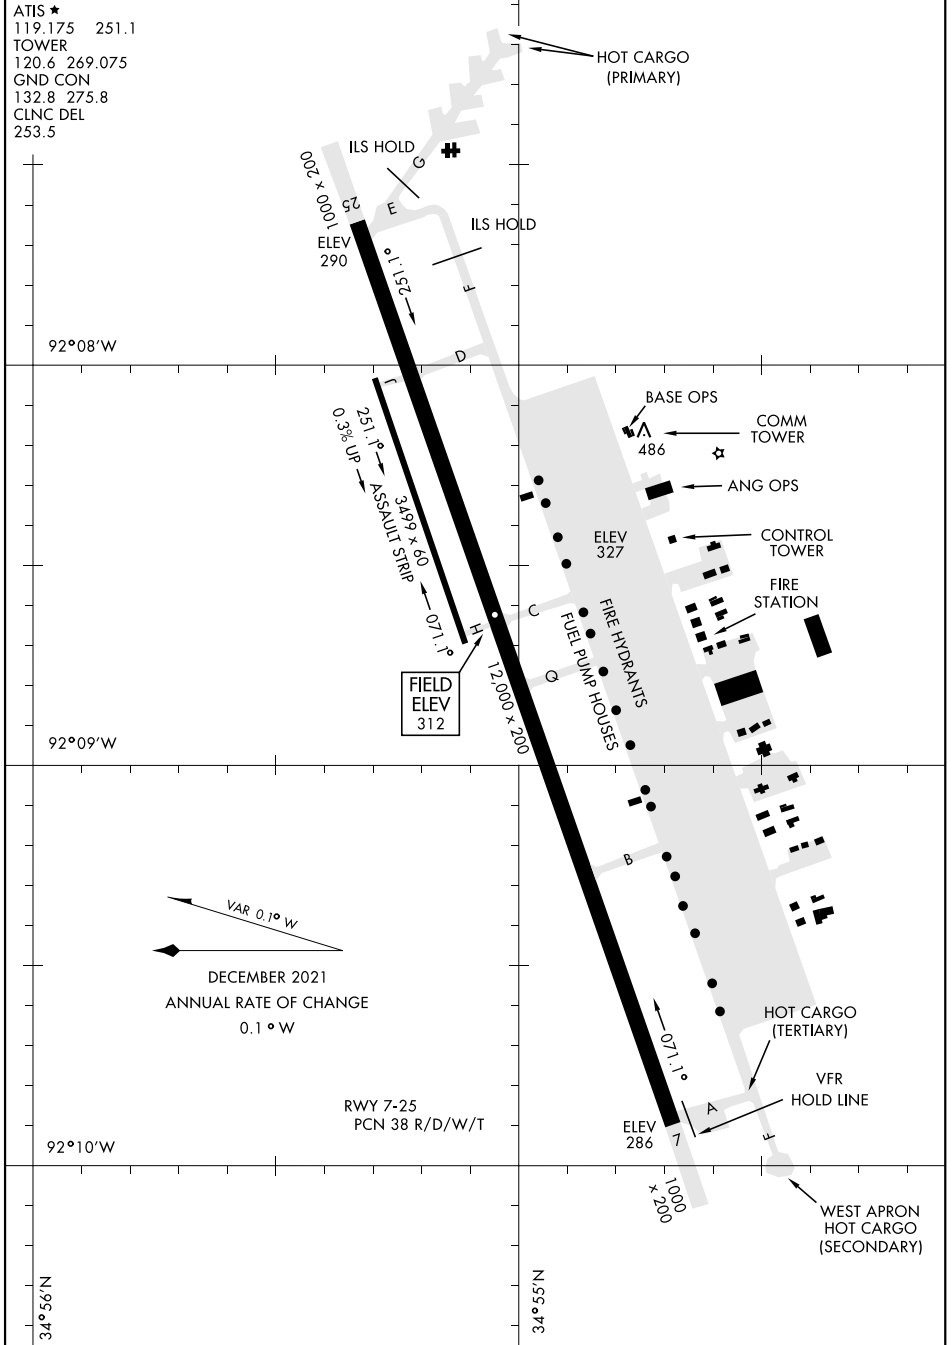 ATIS ★
119.175 251.1
TOWER
120.6 269.075
GND CON
132.8 275.8
CLNC DEL
253.5
HOT CARGO
(PRIMARY)
ILS HOLD
G
1000 x 200
25
E
ILS HOLD
ELEV
290
251.1°
F
92°08'W
D
J
BASE OPS
COMM
TOWER
486
251.1°
0.3% UP
3499 x 60
ASSAULT STRIP
071.1°
ANG OPS
ELEV
327
CONTROL
TOWER
FIRE
STATION
C
H
FIRE HYDRANTS
FUEL PUMP HOUSES
Q
FIELD
ELEV
312
12,000 x 200
92°09'W
B
VAR 0.1° W
DECEMBER 2021
ANNUAL RATE OF CHANGE
0.1° W
HOT CARGO
(TERTIARY)
071.1°
VFR
HOLD LINE
A
RWY 7-25
PCN 38 R/D/W/T
ELEV
286
7
F
92°10'W
1000
x 200
WEST APRON
HOT CARGO
(SECONDARY)
34°56'N
34°55'N